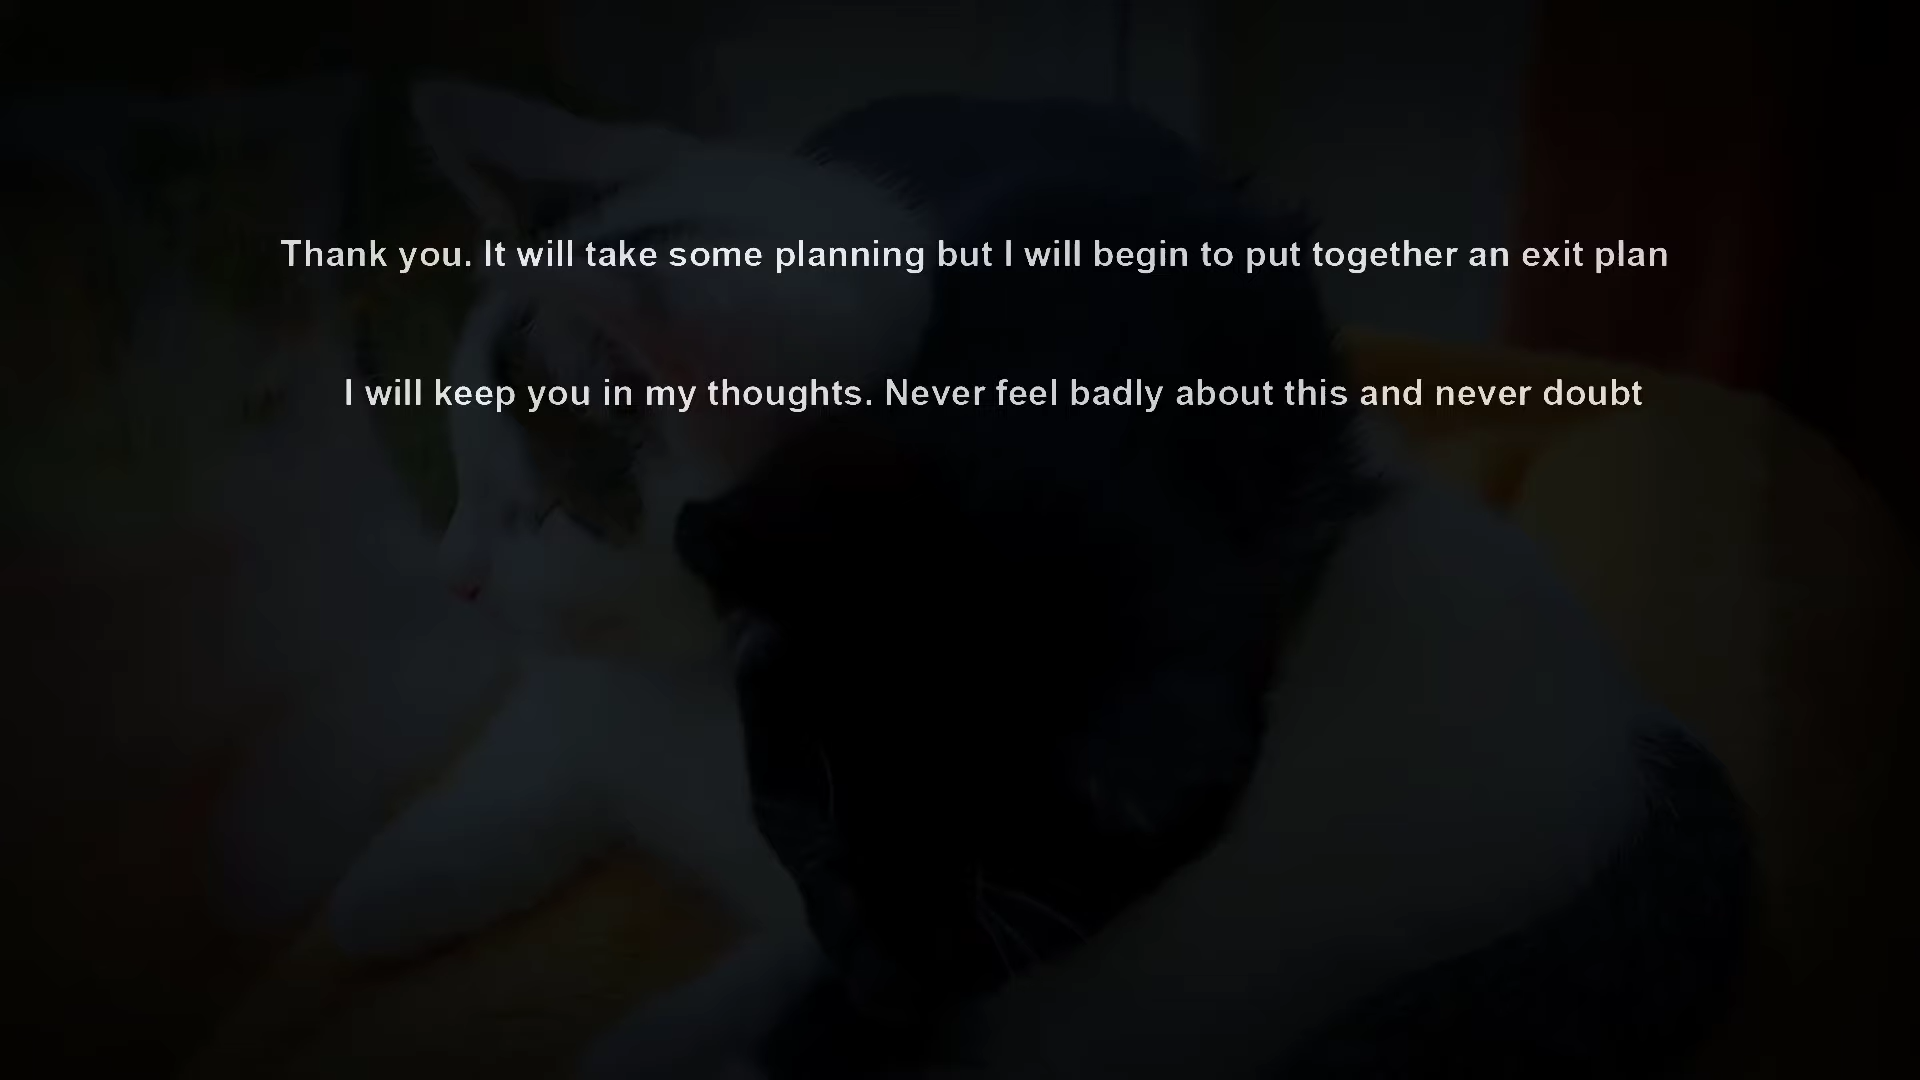 Thank you. It will take some planning but I will begin to put together an exit plan
I will keep you in my thoughts. Never feel badly about this and never doubt